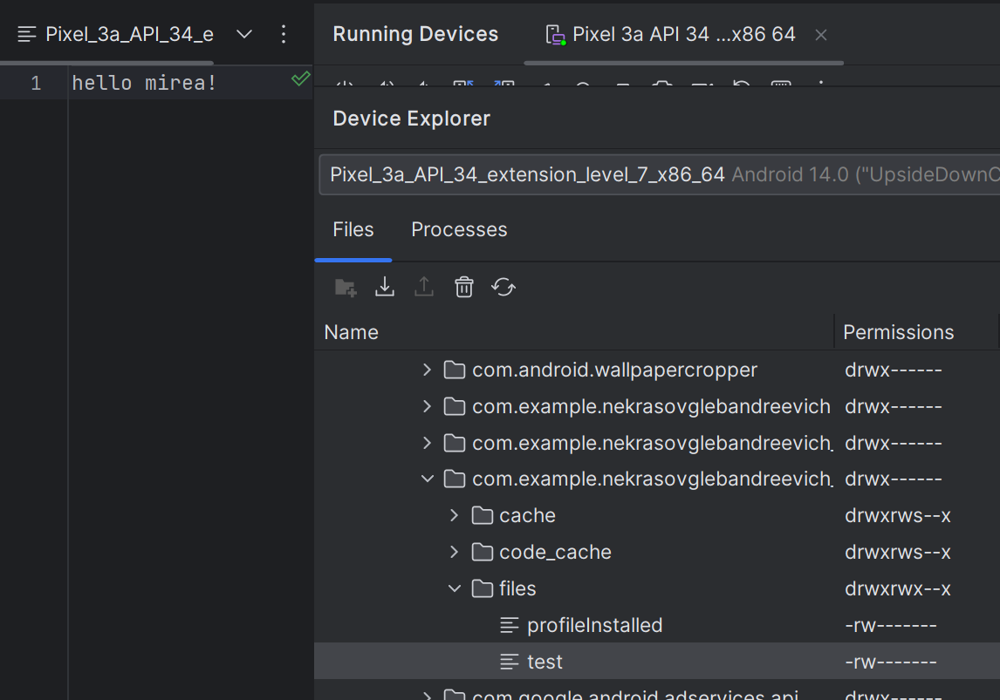 Pixel_3a_API_34_e
1 hello mirea!
Running Devices Pixel 3a API 34 ...x86 64
Device Explorer
Pixel_3a_API_34_extension_level_7_x86_64 Android 14.0 ("UpsideDownC
Files Processes
Name Permissions
com.android.wallpapercropper drwx------
com.example.nekrasovglebandreevich drwx------
com.example.nekrasovglebandreevich_ drwx------
com.example.nekrasovglebandreevich_ drwx------
cache drwxrws--x
code_cache drwxrws--x
files drwxrwx--x
profileInstalled -rw-------
test -rw-------
com.google.android.adservices.api drwx------